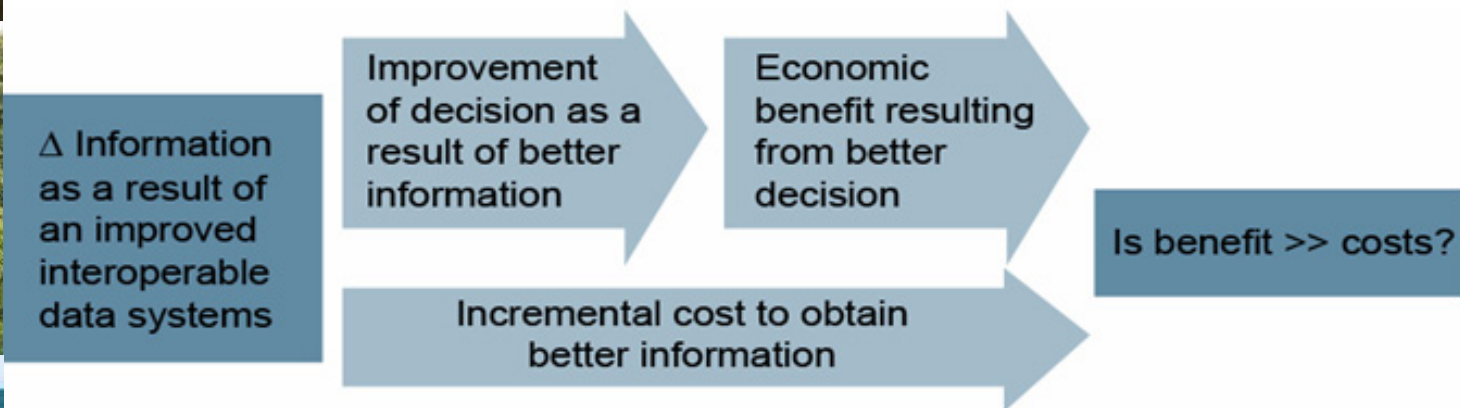 Δ Information
as a result of
an improved
interoperable
data systems
Improvement
of decision as a
result of better
information
Economic
benefit resulting
from better
decision
Incremental cost to obtain
better information
Is benefit >> costs?